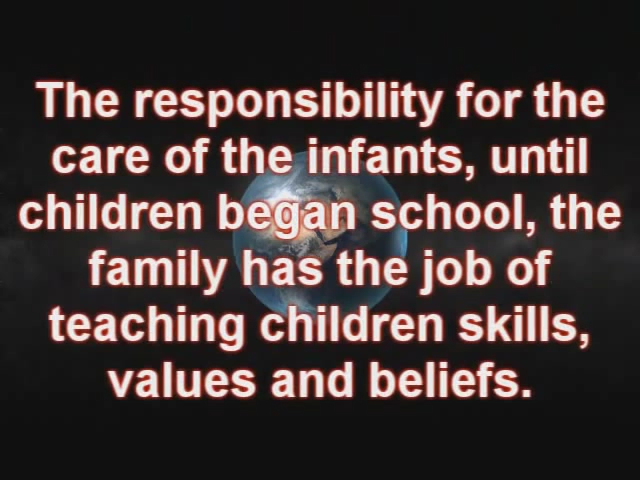 The responsibility for the
care of the infants, until
children began school, the
family has the job of
teaching children skills,
values and beliefs.